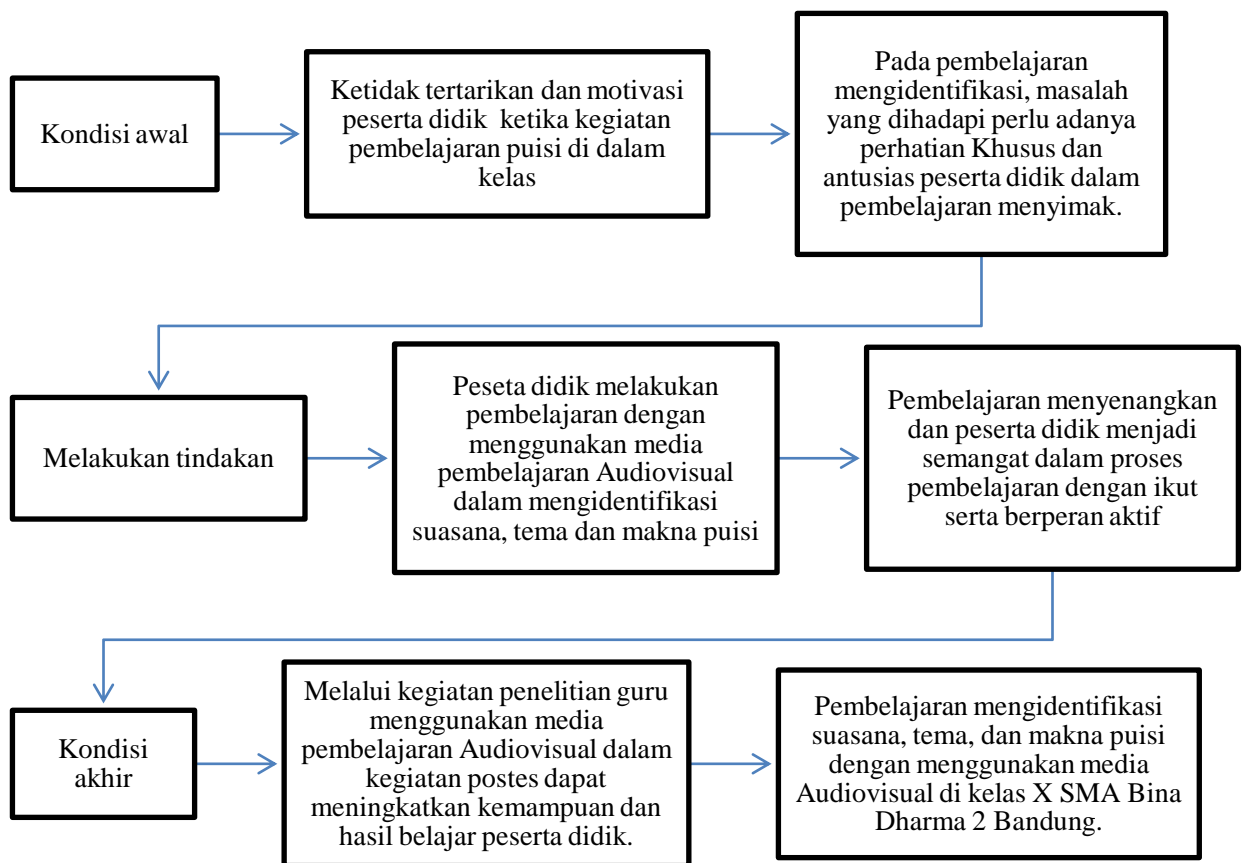 Kondisi awal
Ketidak tertarikan dan motivasi
peserta didik ketika kegiatan
pembelajaran puisi di dalam
kelas
Pada pembelajaran
mengidentifikasi, masalah
yang dihadapi perlu adanya
perhatian Khusus dan
antusias peserta didik dalam
pembelajaran menyimak.
Melakukan tindakan
Peseta didik melakukan
pembelajaran dengan
menggunakan media
pembelajaran Audiovisual
dalam mengidentifikasi
suasana, tema dan makna puisi
Pembelajaran menyenangkan
dan peserta didik menjadi
semangat dalam proses
pembelajaran dengan ikut
serta berperan aktif
Kondisi
akhir
Melalui kegiatan penelitian guru
menggunakan media
pembelajaran Audiovisual dalam
kegiatan postes dapat
meningkatkan kemampuan dan
hasil belajar peserta didik.
Pembelajaran mengidentifikasi
suasana, tema, dan makna puisi
dengan menggunakan media
Audiovisual di kelas X SMA Bina
Dharma 2 Bandung.